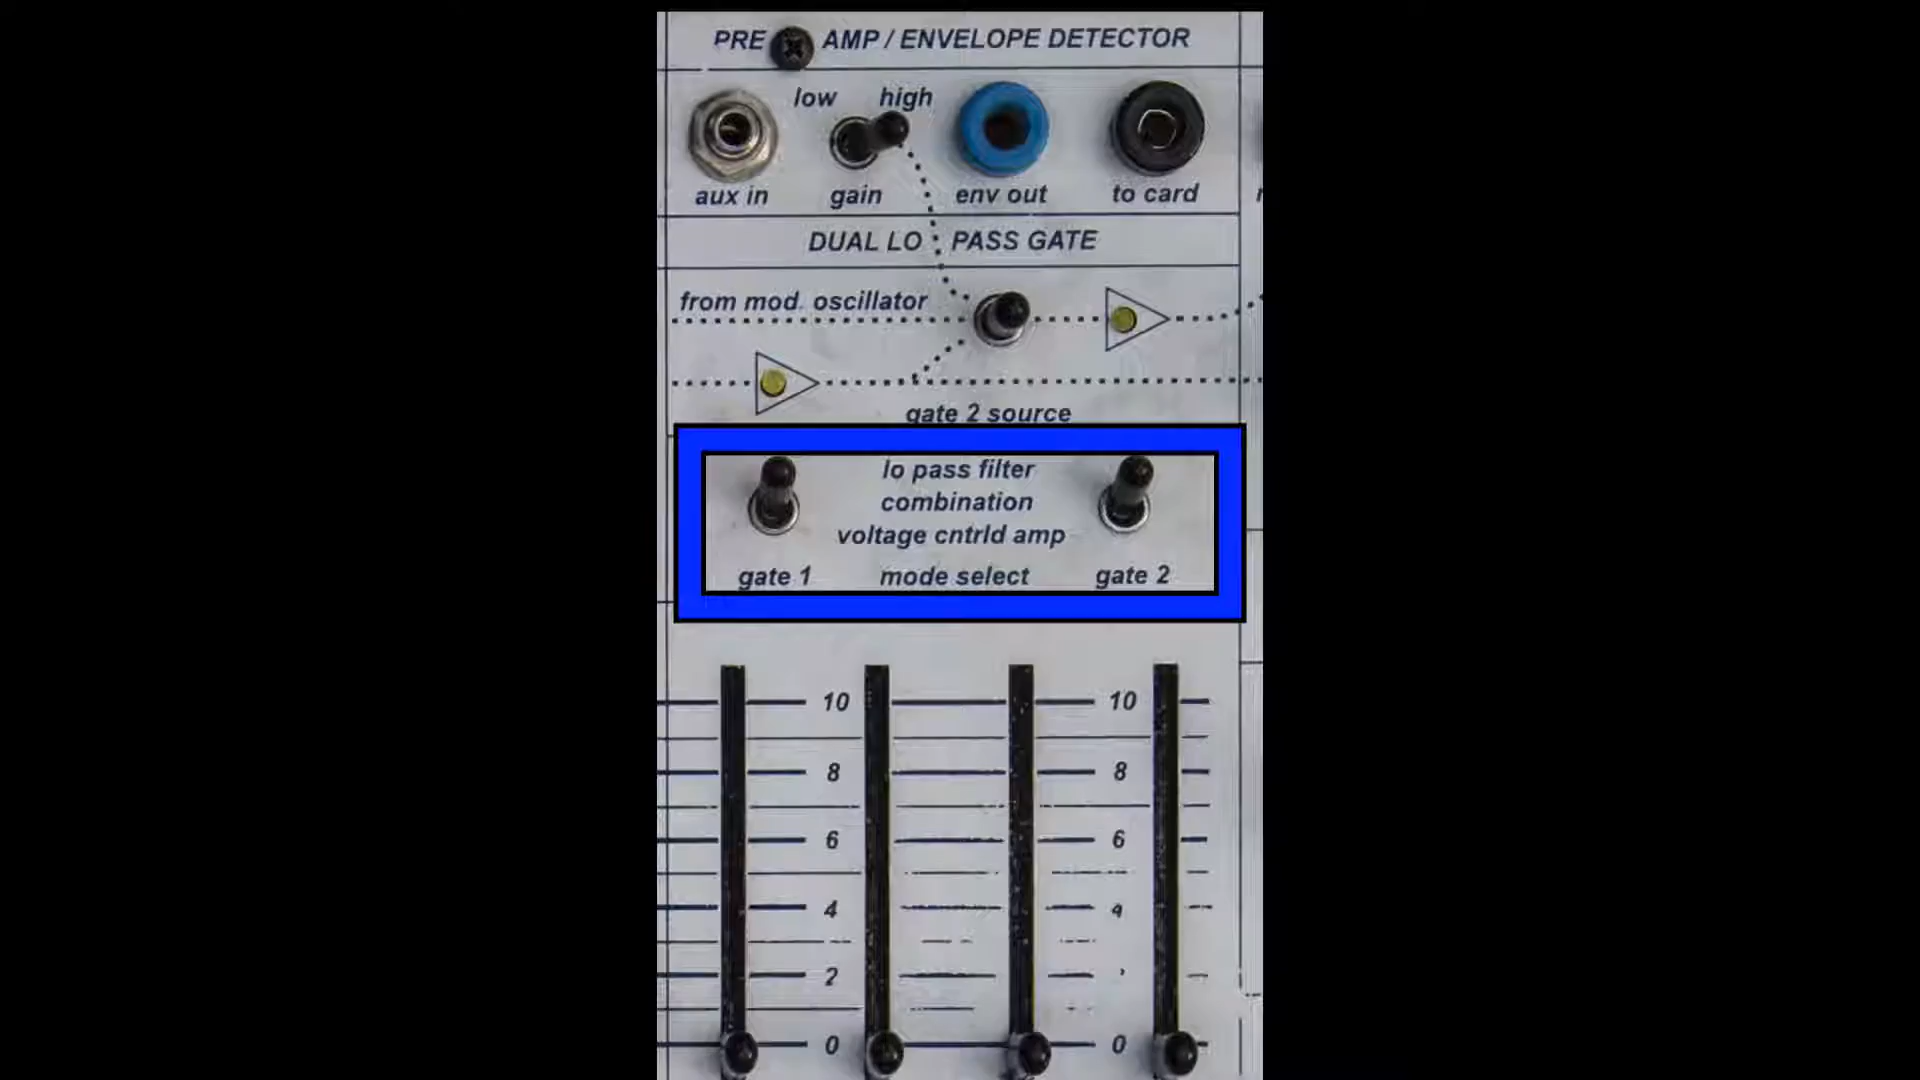 PRE AMP / ENVELOPE DETECTOR
low high
aux in gain env out to card
DUAL LO PASS GATE
from mod. oscillator
gate 2 source
lo pass filter
combination
voltage cntrld amp
gate 1 mode select gate 2
10 10
8 8
6 6
4 4
2
0 0